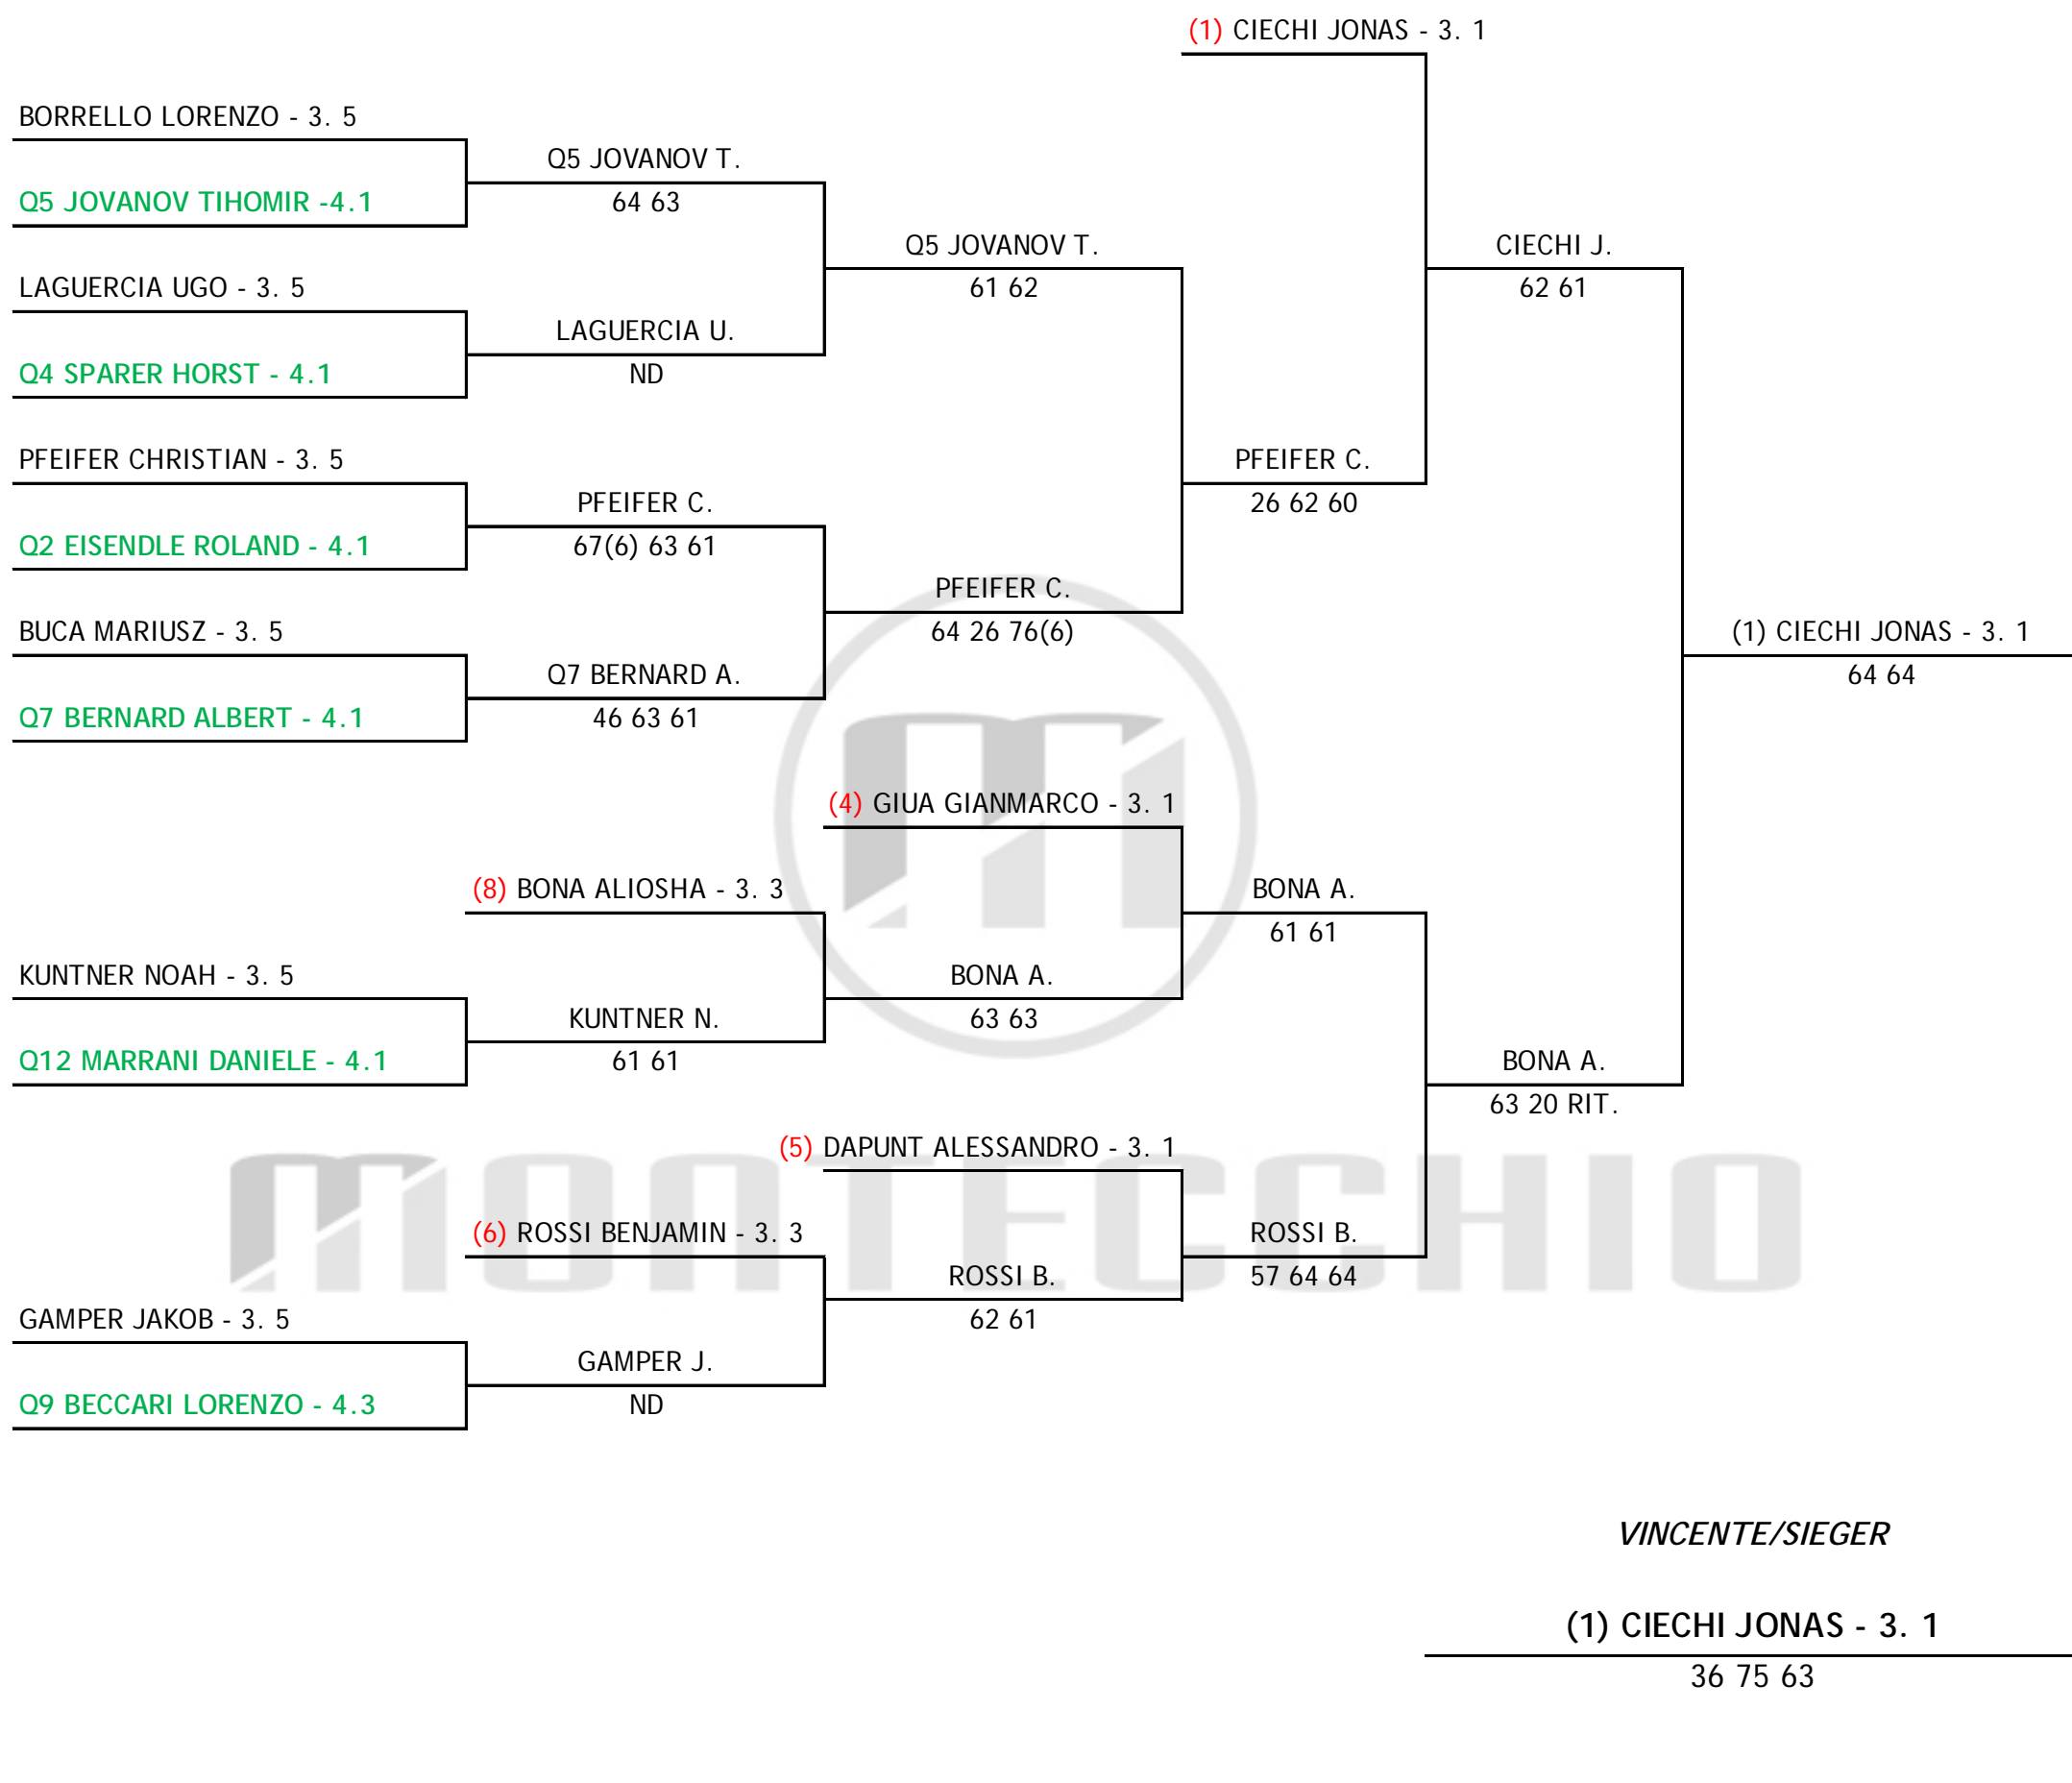 (1) CIECHI JONAS - 3. 1
BORRELLO LORENZO - 3. 5
Q5 JOVANOV T.
Q5 JOVANOV TIHOMIR -4.1
64 63
Q5 JOVANOV T.
CIECHI J.
LAGUERCIA UGO - 3. 5
61 62
62 61
LAGUERCIA U.
Q4 SPARER HORST - 4.1
ND
PFEIFER CHRISTIAN - 3. 5
PFEIFER C.
PFEIFER C.
26 62 60
Q2 EISENDLE ROLAND - 4.1
67(6) 63 61
PFEIFER C.
BUCA MARIUSZ - 3. 5
64 26 76(6)
(1) CIECHI JONAS - 3. 1
Q7 BERNARD A.
64 64
Q7 BERNARD ALBERT - 4.1
46 63 61
(4) GIUA GIANMARCO - 3. 1
(8) BONA ALIOSHA - 3. 3
BONA A.
61 61
KUNTNER NOAH - 3. 5
BONA A.
KUNTNER N.
63 63
Q12 MARRANI DANIELE - 4.1
61 61
BONA A.
63 20 RIT.
(5) DAPUNT ALESSANDRO - 3. 1
MONTECCHIO
(6) ROSSI BENJAMIN - 3. 3
ROSSI B.
ROSSI B.
57 64 64
GAMPER JAKOB - 3. 5
62 61
GAMPER J.
Q9 BECCARI LORENZO - 4.3
ND
VINCENTE/SIEGER
(1) CIECHI JONAS - 3. 1
36 75 63